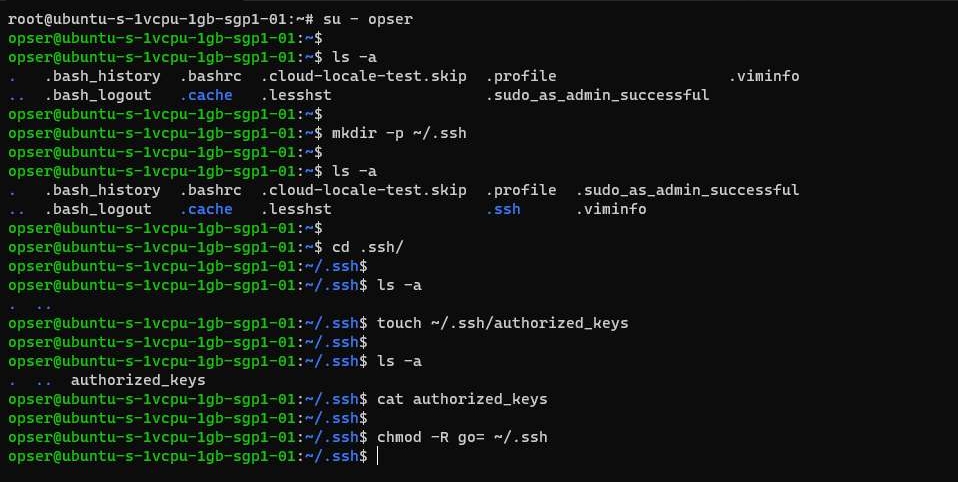 root@ubuntu-s-1vcpu-1gb-sgp1-01:~# su - opser
opser@ubuntu-s-1vcpu-1gb-sgp1-01:~$
opser@ubuntu-s-1vcpu-1gb-sgp1-01:~$ ls -a
.   .bash_history  .bashrc  .cloud-locale-test.skip  .profile                   .viminfo
..  .bash_logout   .cache   .lesshst                 .sudo_as_admin_successful
opser@ubuntu-s-1vcpu-1gb-sgp1-01:~$
opser@ubuntu-s-1vcpu-1gb-sgp1-01:~$ mkdir -p ~/.ssh
opser@ubuntu-s-1vcpu-1gb-sgp1-01:~$
opser@ubuntu-s-1vcpu-1gb-sgp1-01:~$ ls -a
.   .bash_history  .bashrc  .cloud-locale-test.skip  .profile  .sudo_as_admin_successful
..  .bash_logout   .cache   .lesshst                 .ssh      .viminfo
opser@ubuntu-s-1vcpu-1gb-sgp1-01:~$
opser@ubuntu-s-1vcpu-1gb-sgp1-01:~$ cd .ssh/
opser@ubuntu-s-1vcpu-1gb-sgp1-01:~/.ssh$
opser@ubuntu-s-1vcpu-1gb-sgp1-01:~/.ssh$ ls -a
.  ..
opser@ubuntu-s-1vcpu-1gb-sgp1-01:~/.ssh$ touch ~/.ssh/authorized_keys
opser@ubuntu-s-1vcpu-1gb-sgp1-01:~/.ssh$
opser@ubuntu-s-1vcpu-1gb-sgp1-01:~/.ssh$ ls -a
.  ..  authorized_keys
opser@ubuntu-s-1vcpu-1gb-sgp1-01:~/.ssh$ cat authorized_keys
opser@ubuntu-s-1vcpu-1gb-sgp1-01:~/.ssh$
opser@ubuntu-s-1vcpu-1gb-sgp1-01:~/.ssh$ chmod -R go= ~/.ssh
opser@ubuntu-s-1vcpu-1gb-sgp1-01:~/.ssh$